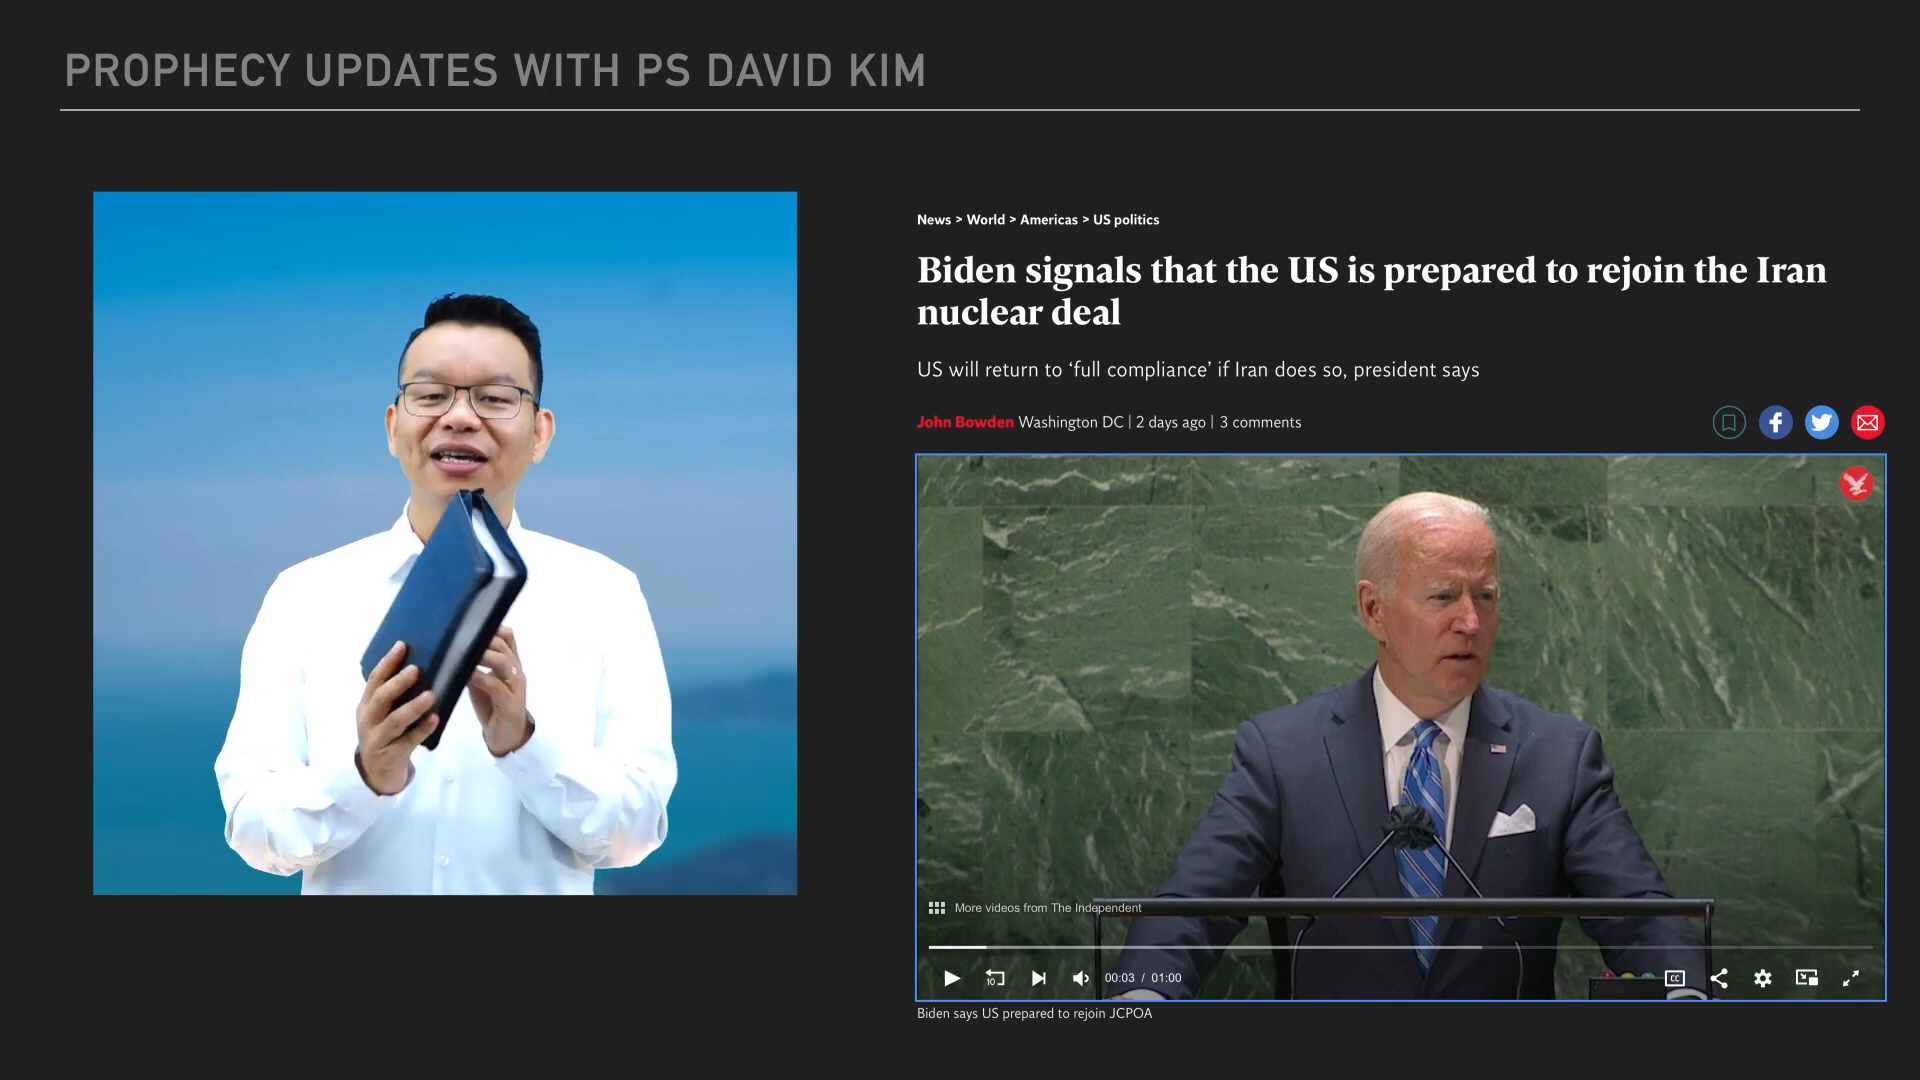 PROPHECY UPDATES WITH PS DAVID KIM
News > World > Americas > US politics
Biden signals that the US is prepared to rejoin the Iran
nuclear deal
US will return to ‘full compliance’ if Iran does so, president says
John Bowden Washington DC | 2 days ago | 3 comments
More videos from The Independent
10
00:03 / 01:00
CC
Biden says US prepared to rejoin JCPOA